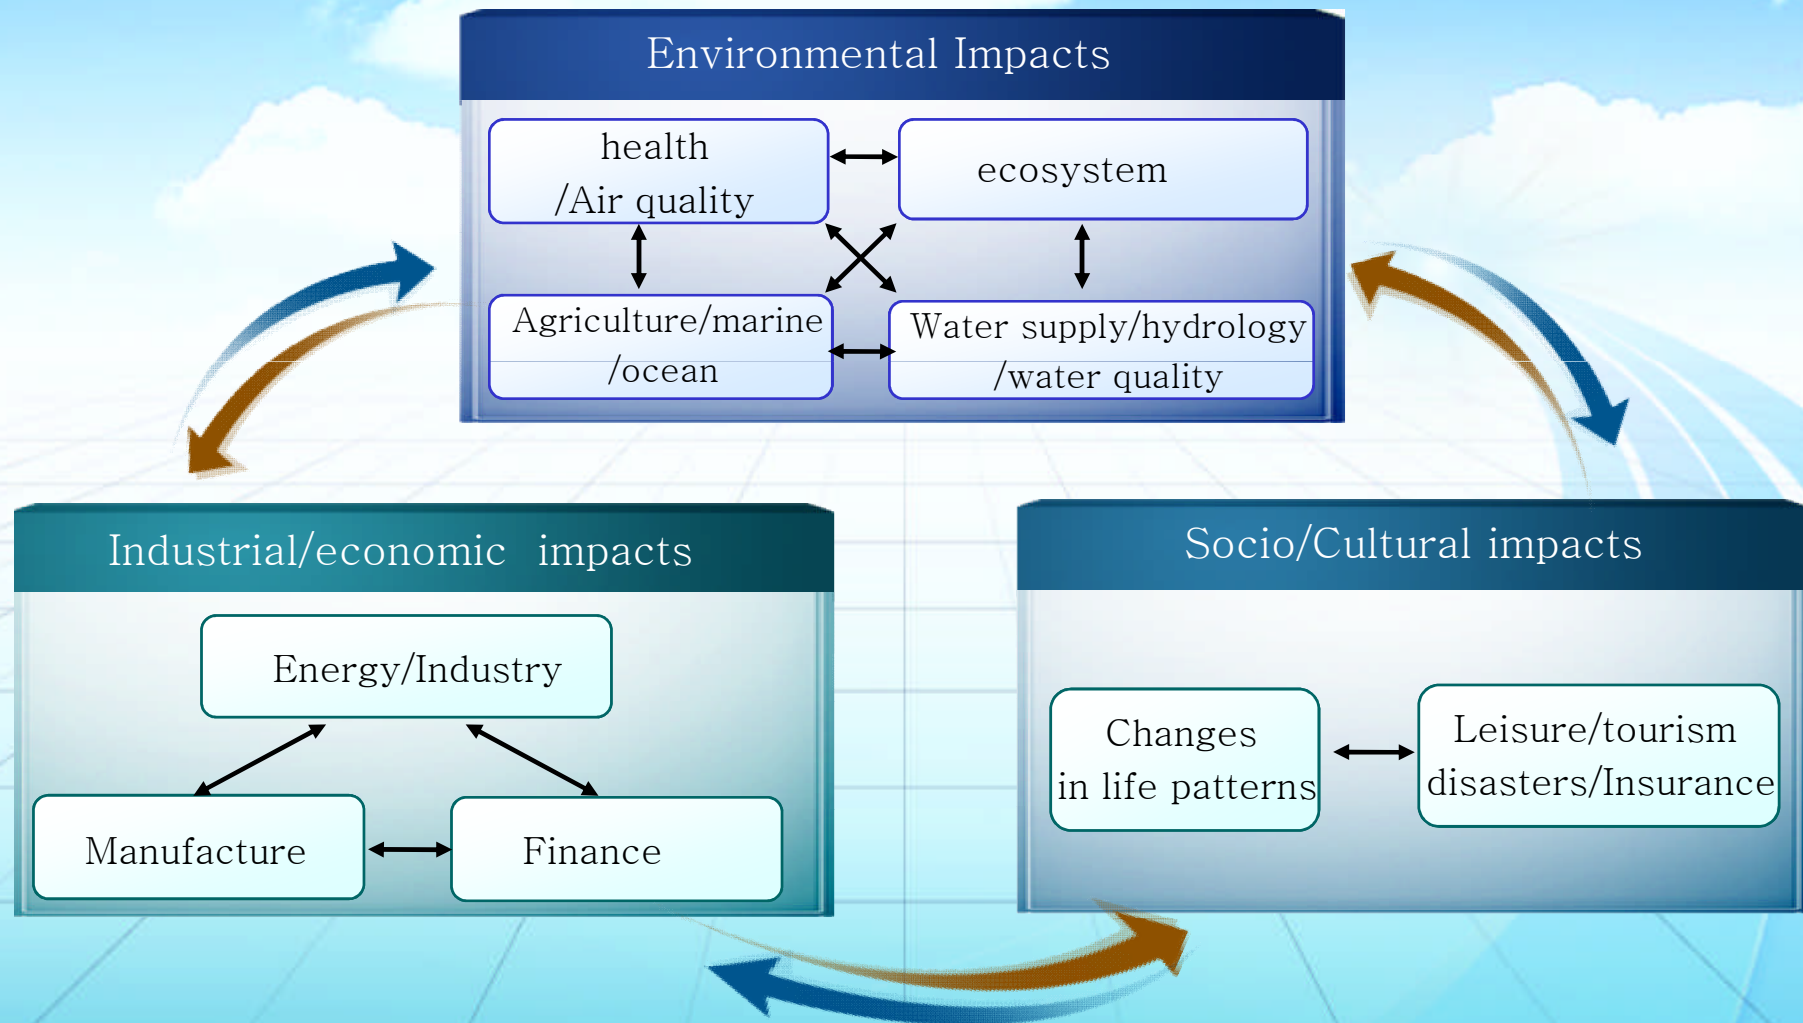 Environmental Impacts
health
/Air quality
ecosystem
Agriculture/marine
/ocean
Water supply/hydrology
/water quality
Industrial/economic impacts
Energy/Industry
Manufacture
Finance
Socio/Cultural impacts
Changes
in life patterns
Leisure/tourism
disasters/Insurance